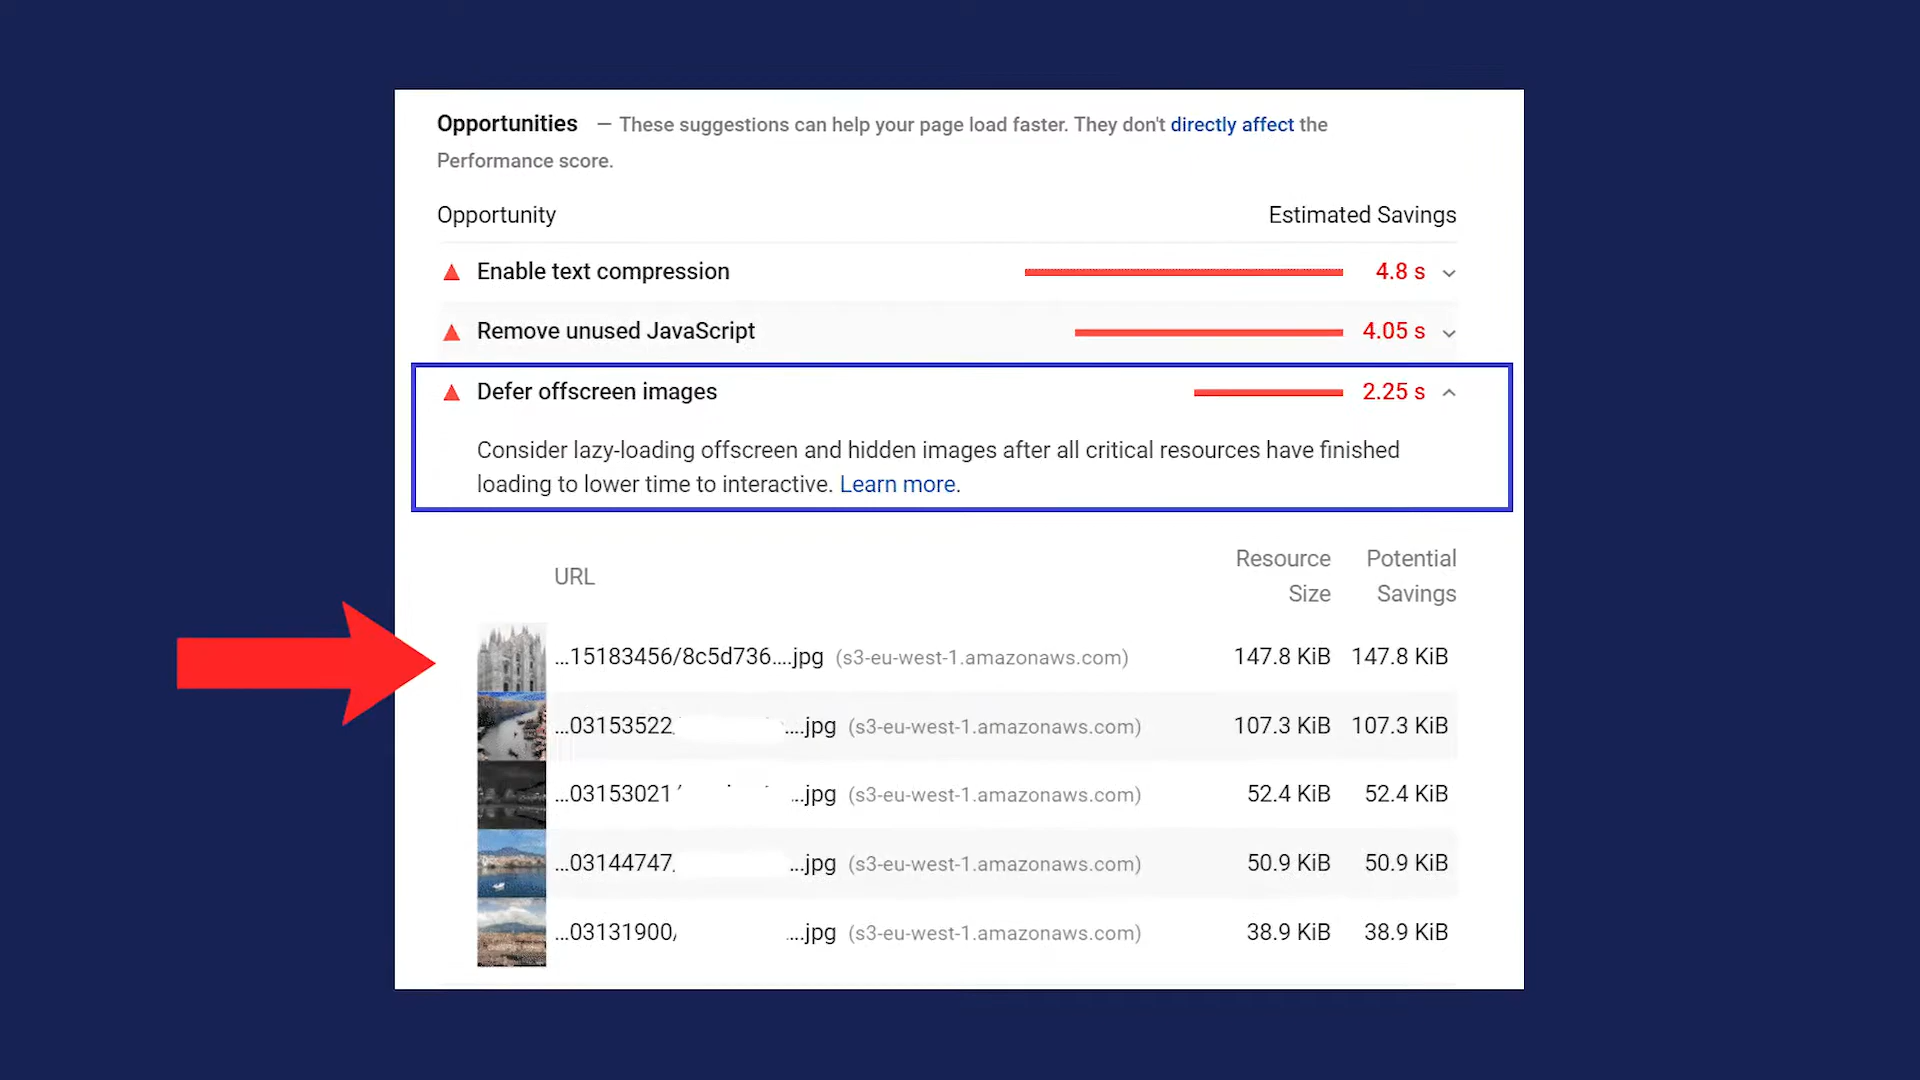 Opportunities — These suggestions can help your page load faster. They don't directly affect the
Performance score.
Opportunity Estimated Savings
Enable text compression 4.8 s
Remove unused JavaScript 4.05 s
Defer offscreen images 2.25 s
Consider lazy-loading offscreen and hidden images after all critical resources have finished
loading to lower time to interactive. Learn more.
URL Resource Size Potential Savings
...15183456/8c5d736....jpg (s3-eu-west-1.amazonaws.com) 147.8 KiB 147.8 KiB
...03153522 ....jpg (s3-eu-west-1.amazonaws.com) 107.3 KiB 107.3 KiB
...03153021 ...jpg (s3-eu-west-1.amazonaws.com) 52.4 KiB 52.4 KiB
...03144747 ...jpg (s3-eu-west-1.amazonaws.com) 50.9 KiB 50.9 KiB
...03131900/ ....jpg (s3-eu-west-1.amazonaws.com) 38.9 KiB 38.9 KiB